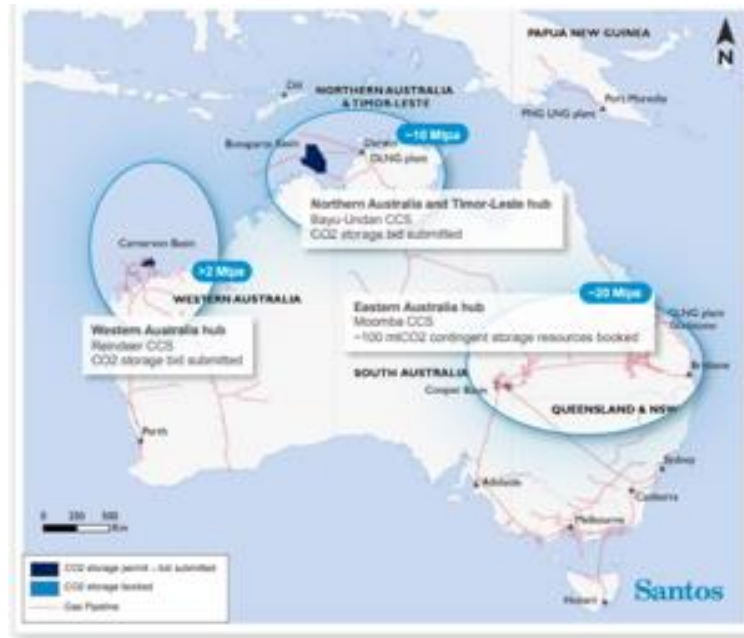 PAPUA NEW GUINEA
N
Dili
NORTHERN AUSTRALIA
& TIMOR-LESTE
Port Moresby
PNG LNG plant
Bonaparte Basin
Darwin
~10 Mtpa
DLNG plant
Northern Australia and Timor-Leste hub
Bayu-Undan CCS
CO2 storage bid submitted
Carnarvon Basin
>2 Mtpa
WESTERN AUSTRALIA
Western Australia hub
Reindeer CCS
CO2 storage bid submitted
~20 Mtpa
Eastern Australia hub
Moomba CCS
~100 mtCO2 contingent storage resources booked
GLNG plant
Gladstone
SOUTH AUSTRALIA
Cooper Basin
Brisbane
QUEENSLAND & NSW
Perth
Sydney
Adelaide
Canberra
Melbourne
0 250 500
Km
CO2 storage permit – bid submitted
CO2 storage booked
Gas Pipeline
Hobart
Santos